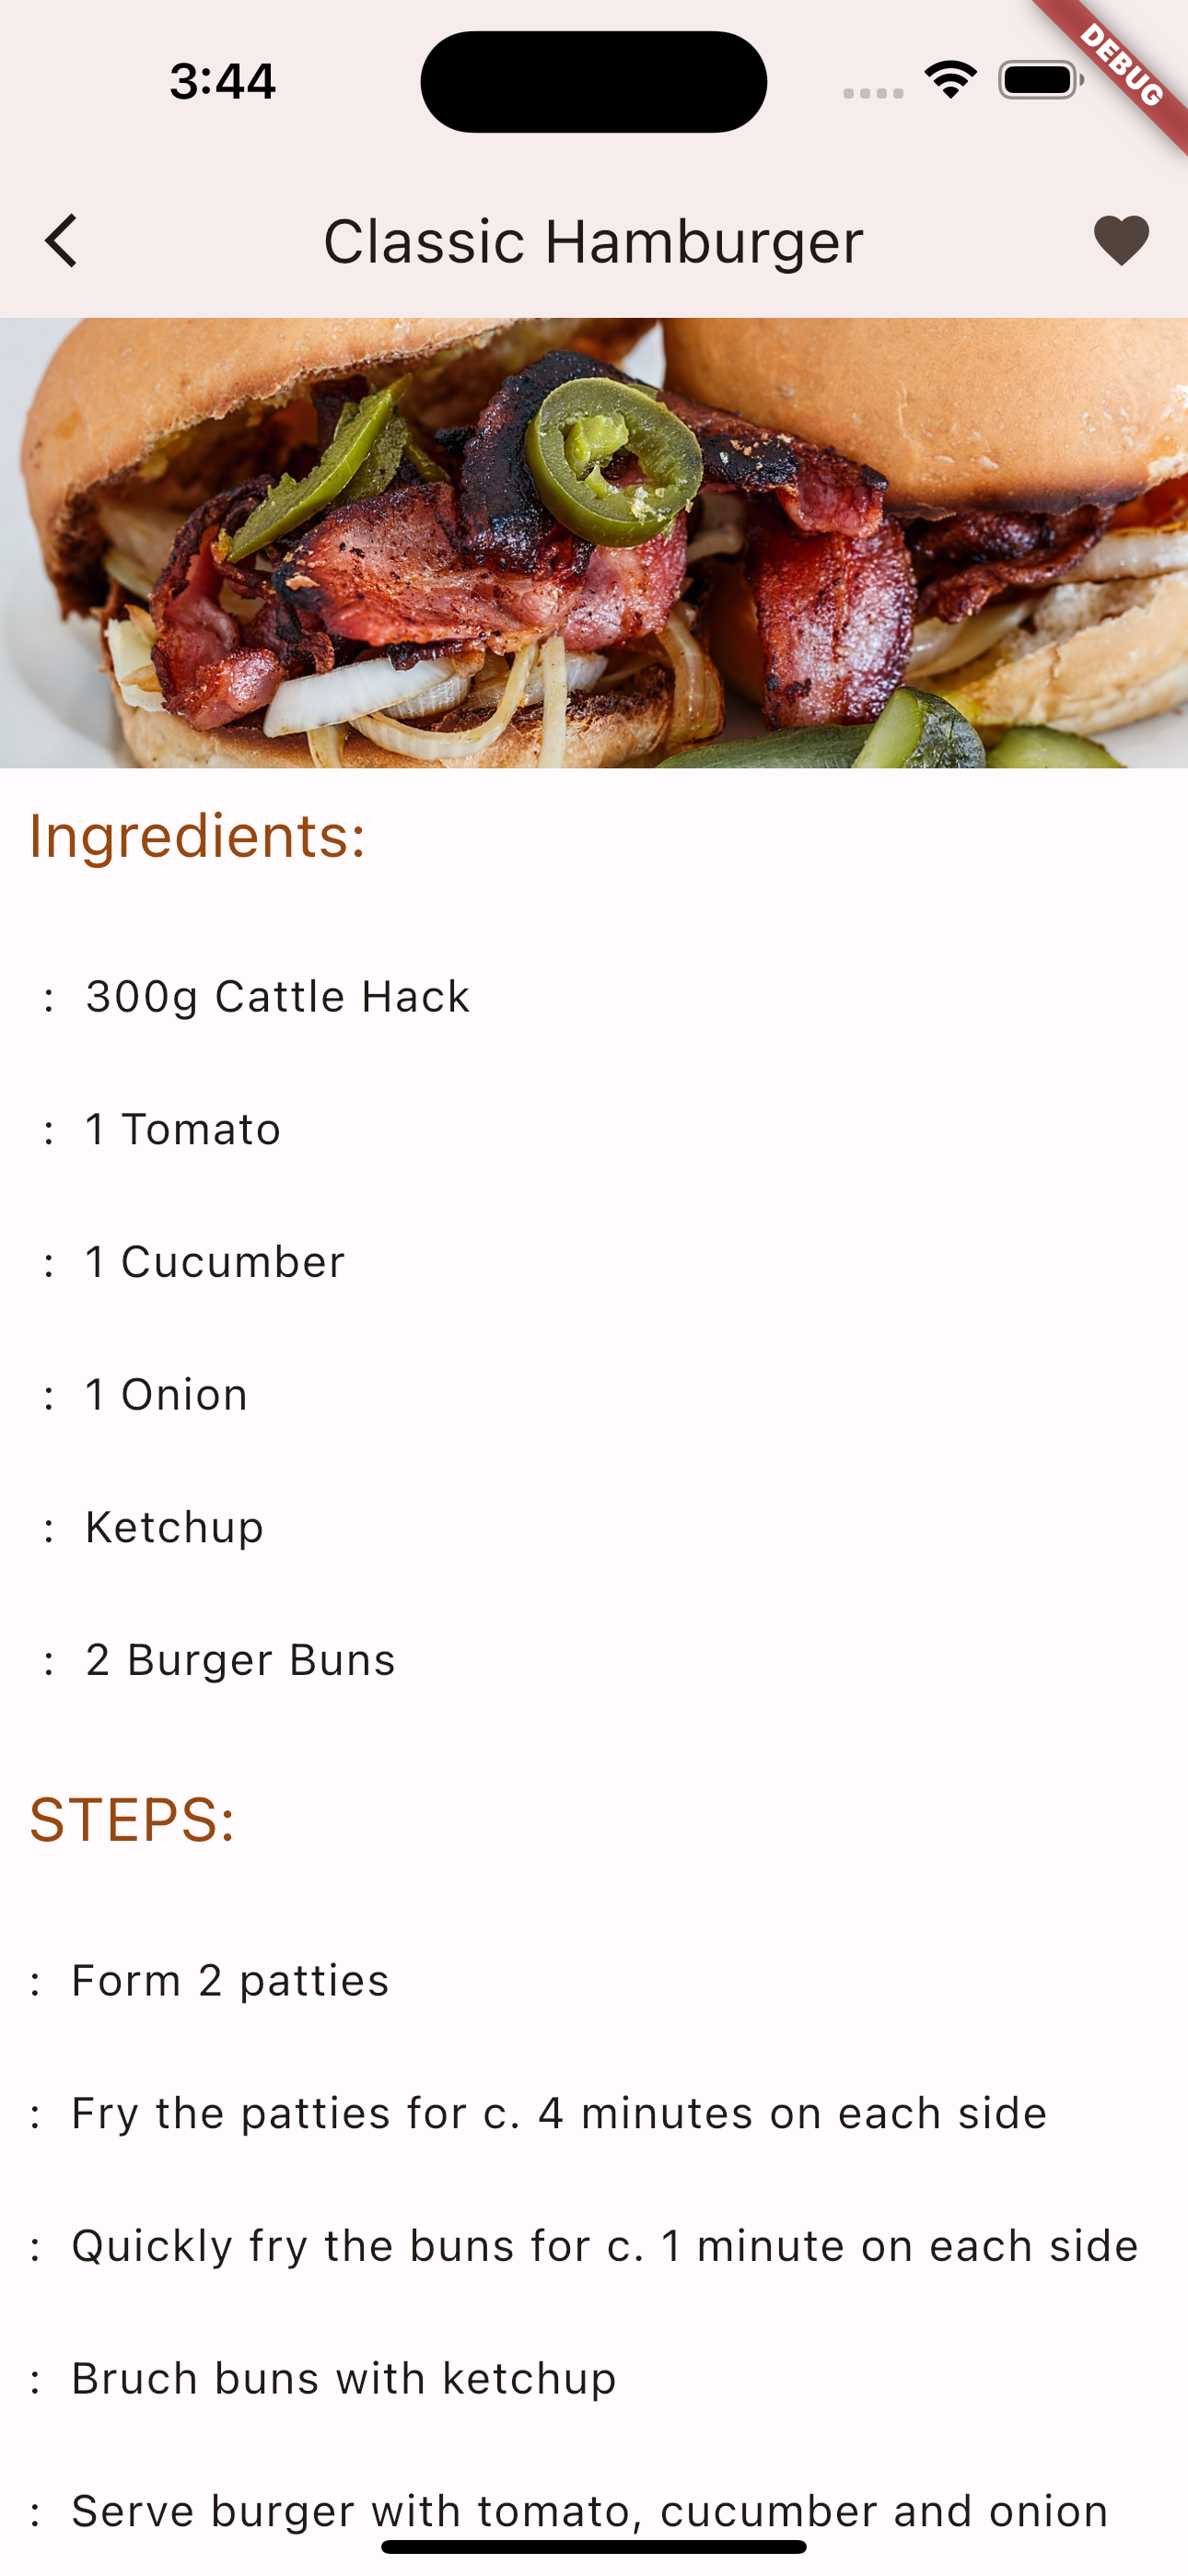 3:44
DEBUG
Classic Hamburger
Ingredients:
: 300g Cattle Hack
: 1 Tomato
: 1 Cucumber
: 1 Onion
: Ketchup
: 2 Burger Buns
STEPS:
: Form 2 patties
: Fry the patties for c. 4 minutes on each side
: Quickly fry the buns for c. 1 minute on each side
: Bruch buns with ketchup
: Serve burger with tomato, cucumber and onion